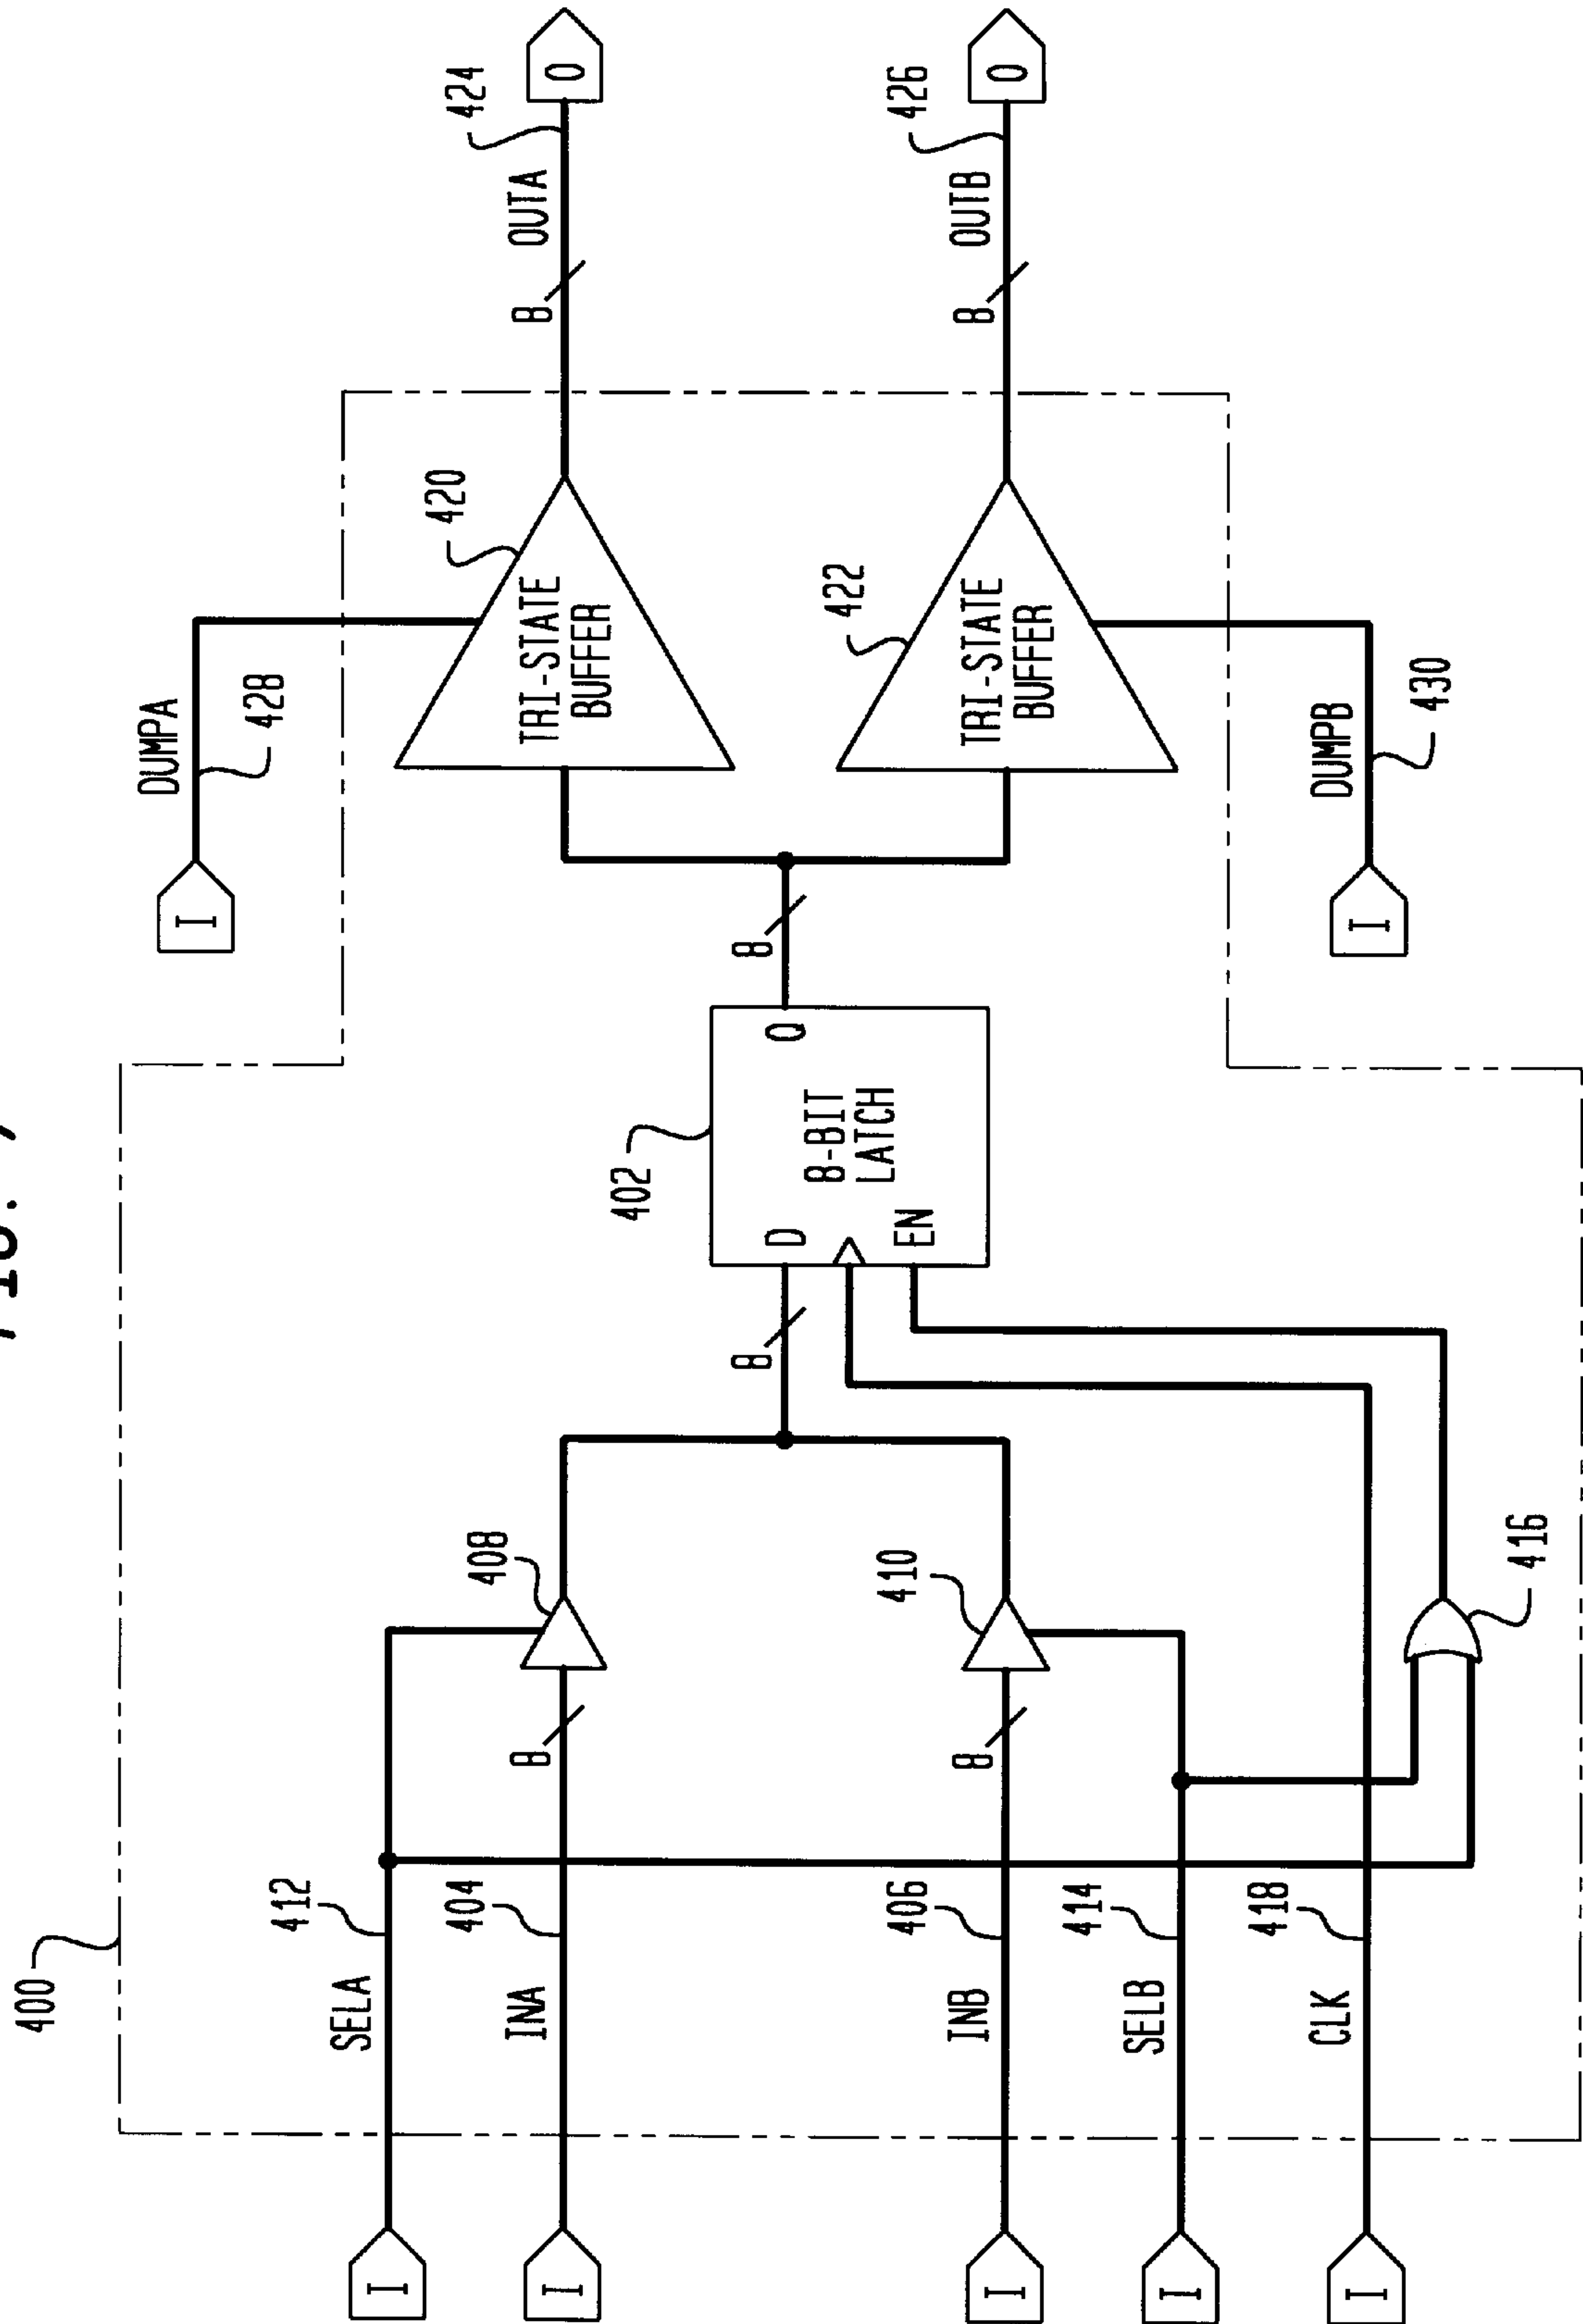 400
I
DUMPA
428
I
SELA
412
I
INA
404
8
408
420
TRI-STATE
BUFFER
8
OUTA
424
O
402
8
D
Q
8-BIT
LATCH
EN
8
I
INB
406
8
410
422
TRI-STATE
BUFFER
8
OUTB
426
O
I
SELB
414
I
CLK
418
I
DUMPB
430
416